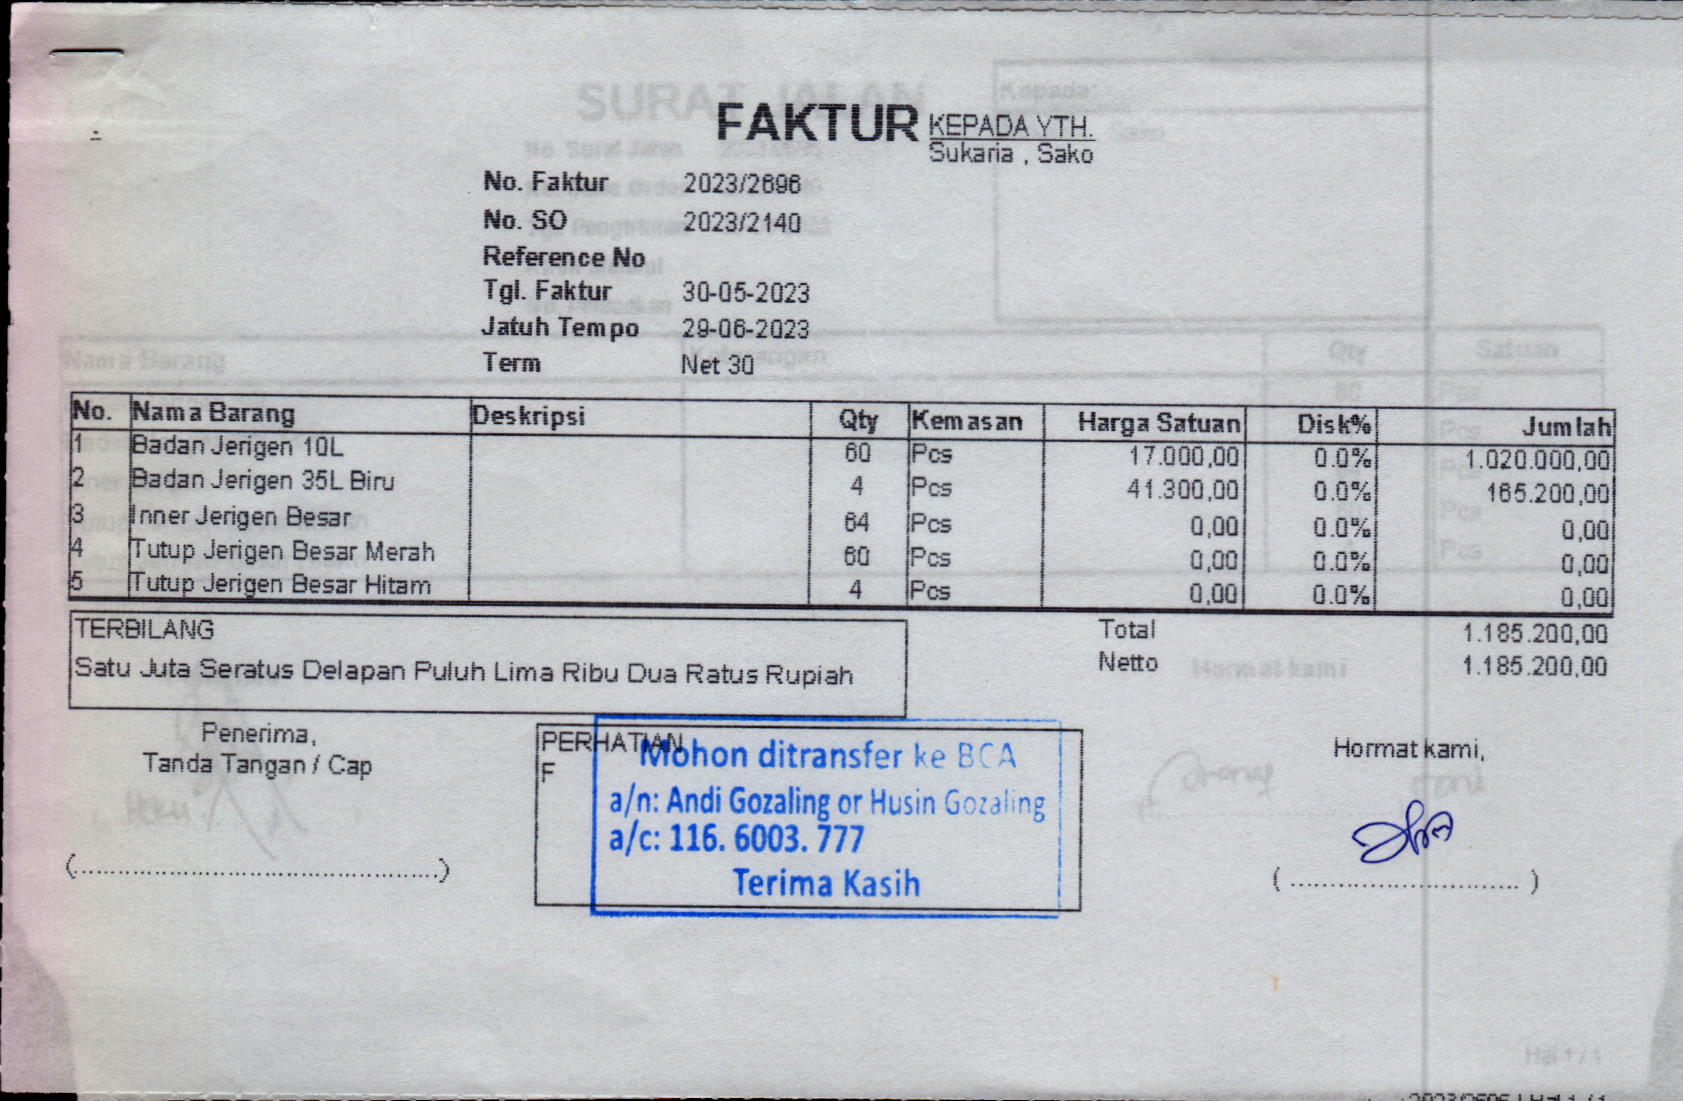 FAKTUR
KEPADA YTH.
Sukaria , Sako
No. Faktur 2023/2696
No. SO 2023/2140
Reference No
Tgl. Faktur 30-05-2023
Jatuh Tempo 29-06-2023
Term Net 30
No. Nama Barang Deskripsi Qty Kemasan Harga Satuan Disk% Jumlah
1 Badan Jerigen 10L 60 Pcs 17.000,00 0.0% 1.020.000,00
2 Badan Jerigen 35L Biru 4 Pcs 41.300,00 0.0% 165.200,00
3 Inner Jerigen Besar 64 Pcs 0,00 0.0% 0,00
4 Tutup Jerigen Besar Merah 60 Pcs 0,00 0.0% 0,00
5 Tutup Jerigen Besar Hitam 4 Pcs 0,00 0.0% 0,00
TERBILANG
Satu Juta Seratus Delapan Puluh Lima Ribu Dua Ratus Rupiah
Total 1.185.200,00
Netto 1.185.200,00
Penerima,
Tanda Tangan / Cap
(..............................................)
PERHATIAN
F
Mohon ditransfer ke BCA
a/n: Andi Gozaling or Husin Gozaling
a/c: 116. 6003. 777
Terima Kasih
Hormat kami,
( ............................. )